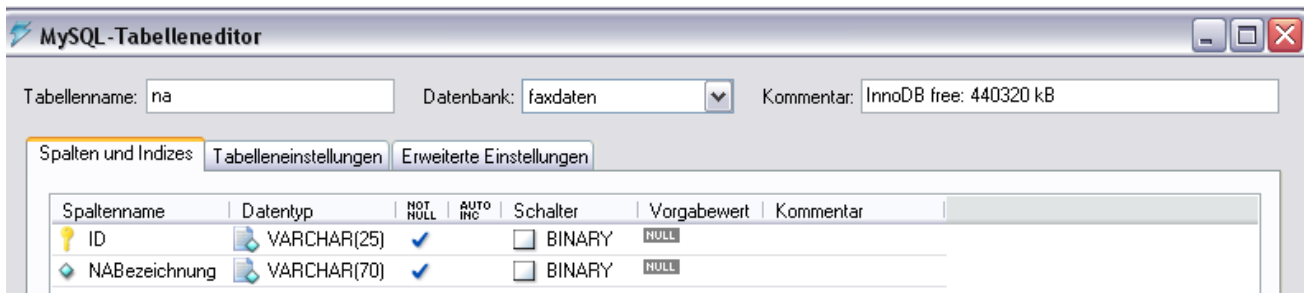 MySQL-Tabelleneditor
Tabellenname: na Datenbank: faxdaten Kommentar: InnoDB free: 440320 kB
Spalten und Indizes Tabelleneinstellungen Erweiterte Einstellungen
Spaltenname Datentyp NOT NULL AUTO INC Schalter Vorgabewert Kommentar
ID VARCHAR(25) BINARY NULL
NABezeichnung VARCHAR(70) BINARY NULL